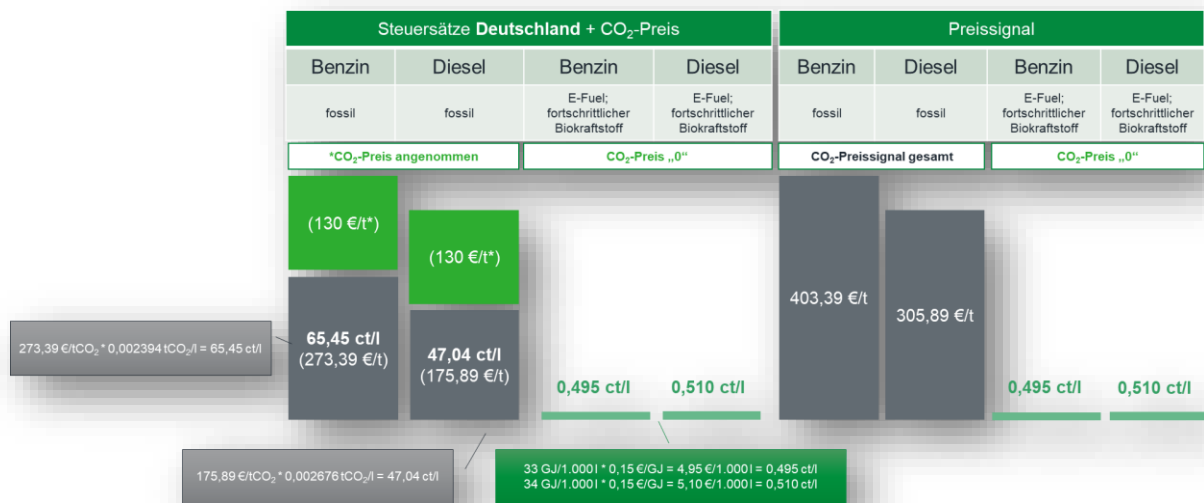 Steuersätze Deutschland + CO₂-Preis
Preissignal
Benzin
Diesel
Benzin
Diesel
Benzin
Diesel
Benzin
Diesel
fossil
fossil
E-Fuel;
fortschrittlicher
Biokraftstoff
E-Fuel;
fortschrittlicher
Biokraftstoff
fossil
fossil
E-Fuel;
fortschrittlicher
Biokraftstoff
E-Fuel;
fortschrittlicher
Biokraftstoff
*CO₂-Preis angenommen
CO₂-Preis „0“
CO₂-Preissignal gesamt
CO₂-Preis „0“
(130 €/t*)
(130 €/t*)
403,39 €/t
305,89 €/t
65,45 ct/l
(273,39 €/t)
47,04 ct/l
(175,89 €/t)
0,495 ct/l
0,510 ct/l
0,495 ct/l
0,510 ct/l
273,39 €/tCO₂ * 0,002394 tCO₂/l = 65,45 ct/l
175,89 €/tCO₂ * 0,002676 tCO₂/l = 47,04 ct/l
33 GJ/1.000 l * 0,15 €/GJ = 4,95 €/1.000 l = 0,495 ct/l
34 GJ/1.000 l * 0,15 €/GJ = 5,10 €/1.000 l = 0,510 ct/l